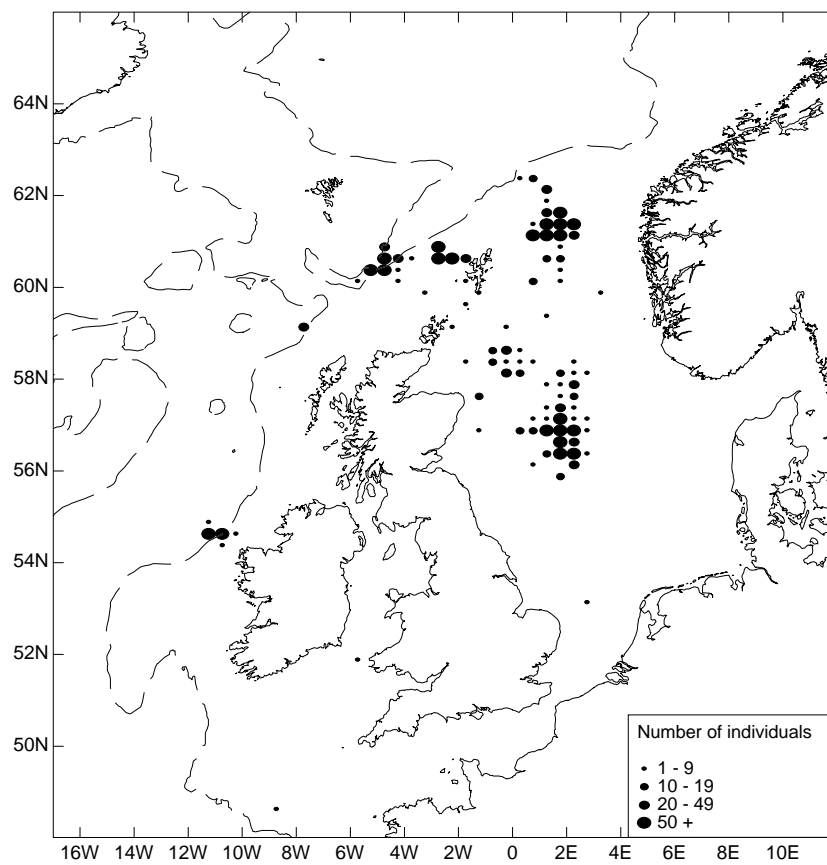 64N
62N
60N
58N
56N
54N
52N
50N
Number of individuals
1 - 9
10 - 19
20 - 49
50 +
16W 14W 12W 10W 8W 6W 4W 2W 0 2E 4E 6E 8E 10E